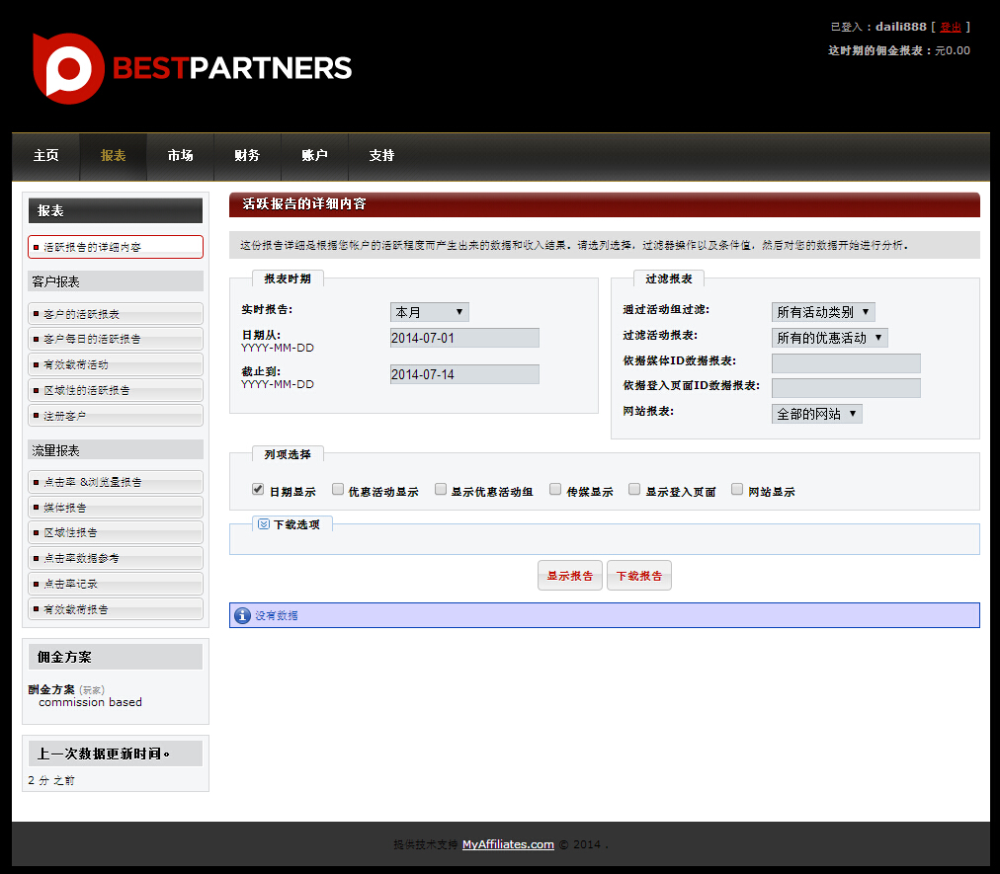 已登入：daili888 [ 登出 ]
这时期的佣金报表：元0.00
BESTPARTNERS
主页
报表
市场
财务
账户
支持
报表
活跃报告的详细内容
客户报表
客户的活跃报表
客户每日的活跃报告
有效载荷活动
区域性的活跃报告
注册客户
流量报表
点击率 &浏览量报告
媒体报告
区域性报告
点击率数据参考
点击率记录
有效载荷报告
佣金方案
酬金方案 (玩家)
commission based
上一次数据更新时间。
2 分 之前
活跃报告的详细内容
这份报告详细是根据您帐户的活跃程度而产生出来的数据和收入结果。请选列选择，过滤器操作以及条件值，然后对您的数据开始进行分析。
报表时期
实时报告:
本月
日期从:
YYYY-MM-DD
2014-07-01
截止到:
YYYY-MM-DD
2014-07-14
过滤报表
通过活动组过滤:
所有活动类别
过滤活动报表:
所有的优惠活动
依据媒体ID数据报表:
依据登入页面ID数据报表:
网站报表:
全部的网站
列项选择
日期显示
优惠活动显示
显示优惠活动组
传媒显示
显示登入页面
网站显示
下载选项
显示报告
下载报告
没有数据
提供技术支持 MyAffiliates.com © 2014 .